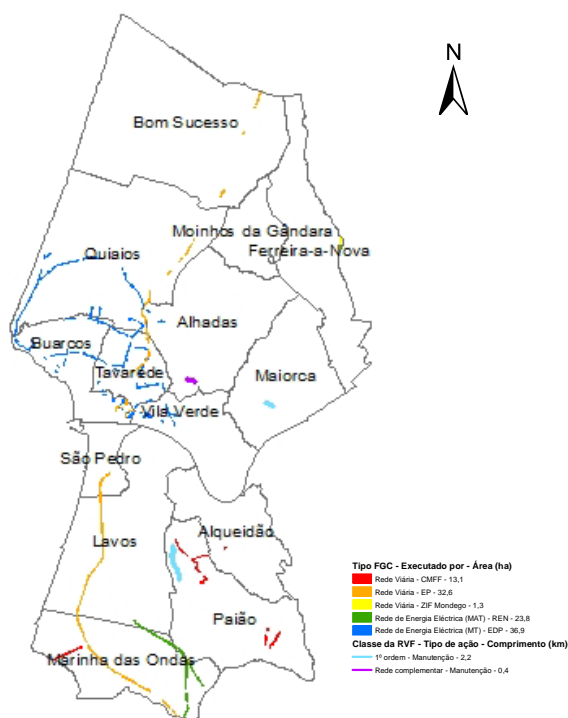 N
Bom Sucesso
Moinhos da Gândara
Ferreira-a-Nova
Quiaios
Alhadas
Buarcos
Tavarede
Maiorca
Vila Verde
São Pedro
Alqueidão
Lavos
Paião
Marinha das Ondas
Tipo FGC - Executado por - Área (ha)
Rede Viária - CMFF - 13,1
Rede Viária - EP - 32,6
Rede Viária - ZIF Mondego - 1,3
Rede de Energia Eléctrica (MAT) - REN - 23,8
Rede de Energia Eléctrica (MT) - EDP - 36,9
Classe da RVF - Tipo de ação - Comprimento (km)
1º ordem - Manutenção - 2,2
Rede complementar - Manutenção - 0,4